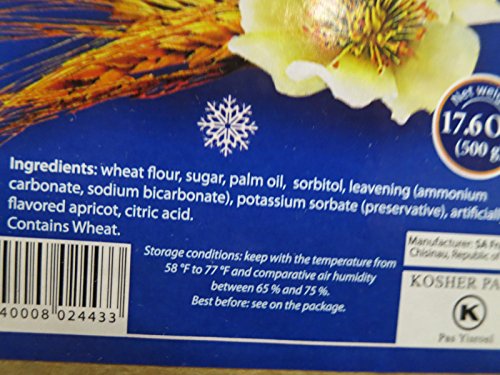 Net weig
17.6 O
(500 g
Ingredients: wheat flour, sugar, palm oil, sorbitol, leavening (ammonium
carbonate, sodium bicarbonate), potassium sorbate (preservative), artificial
flavored apricot, citric acid.
Contains Wheat.
Storage conditions: keep with the temperature from
58 °F to 77 °F and comparative air humidity
between 65 % and 75 %.
Best before: see on the package.
Manufacturer: SA
Chisinau, Republic of
KOSHER PA
K
Pas Yisroel
40008 024433